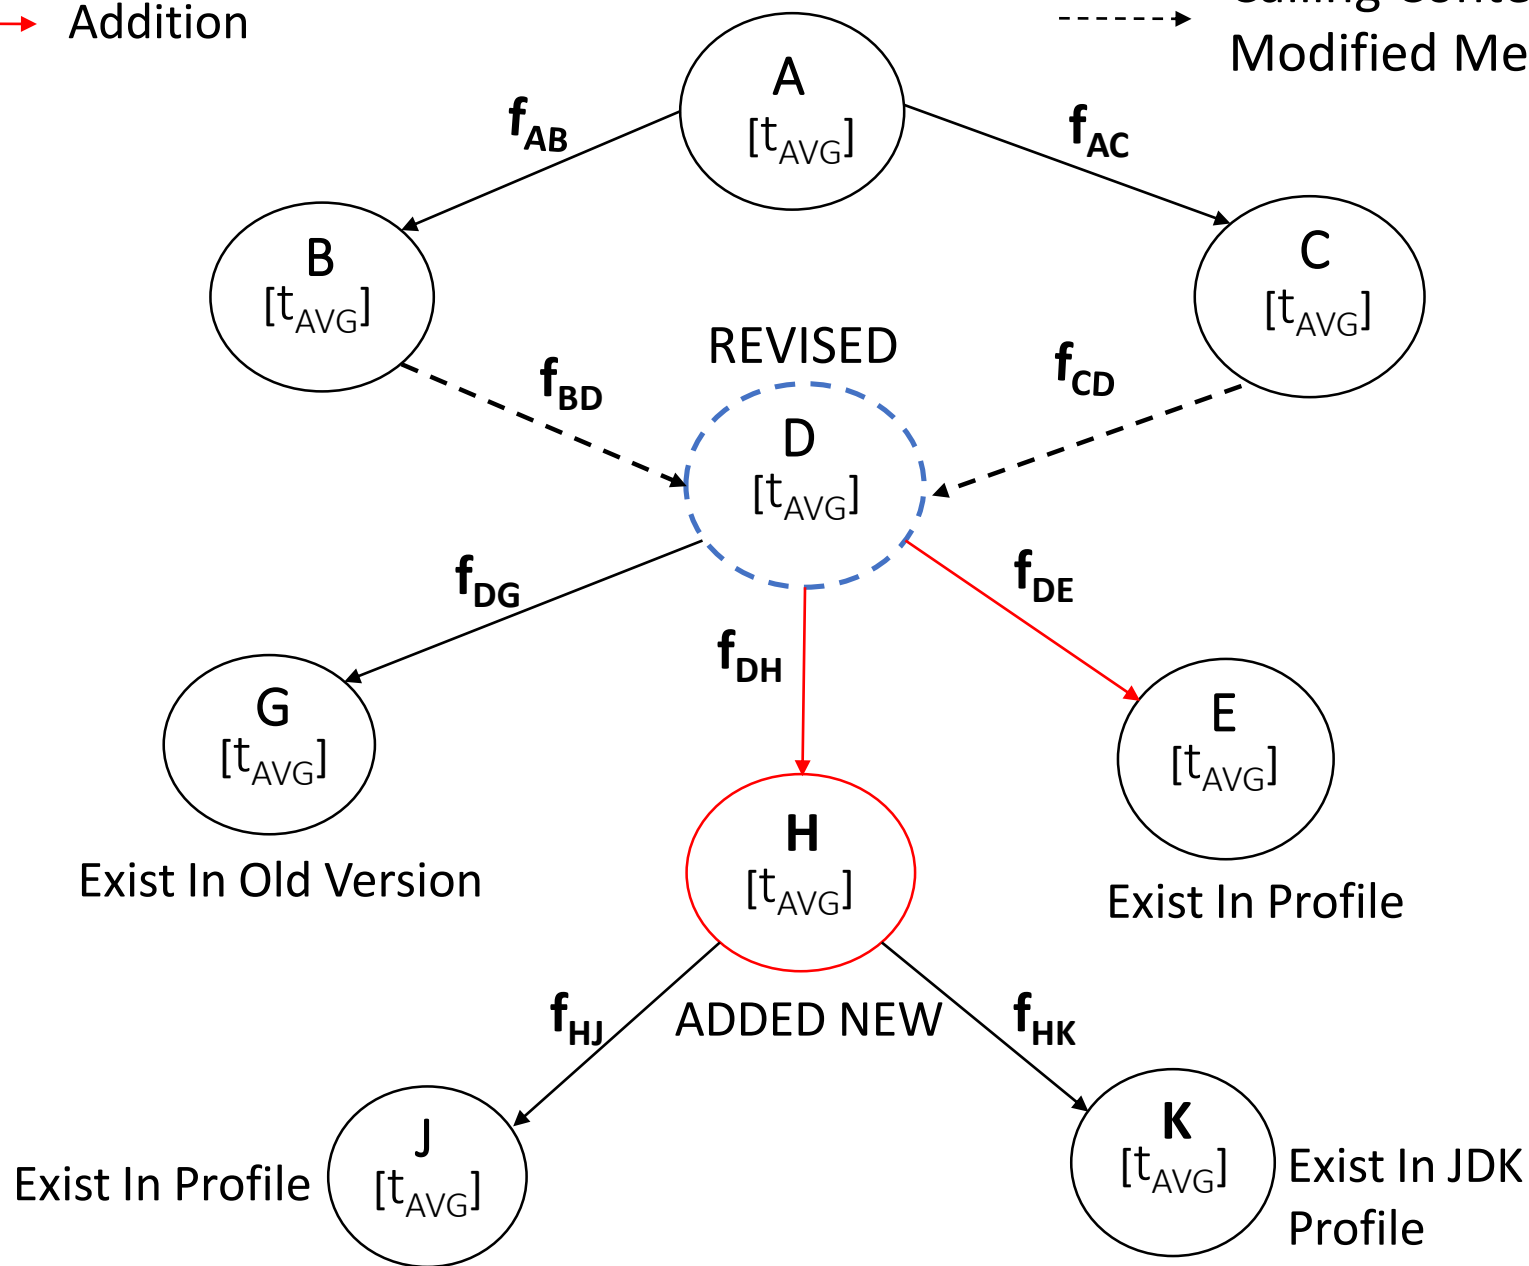 Addition
Modified Me
A
[tAVG]
fAB
fAC
B
[tAVG]
C
[tAVG]
REVISED
fBD
fCD
D
[tAVG]
fDG
fDE
fDH
G
[tAVG]
E
[tAVG]
H
[tAVG]
Exist In Old Version
Exist In Profile
fHJ
ADDED NEW
fHK
J
[tAVG]
K
[tAVG]
Exist In Profile
Exist In JDK
Profile